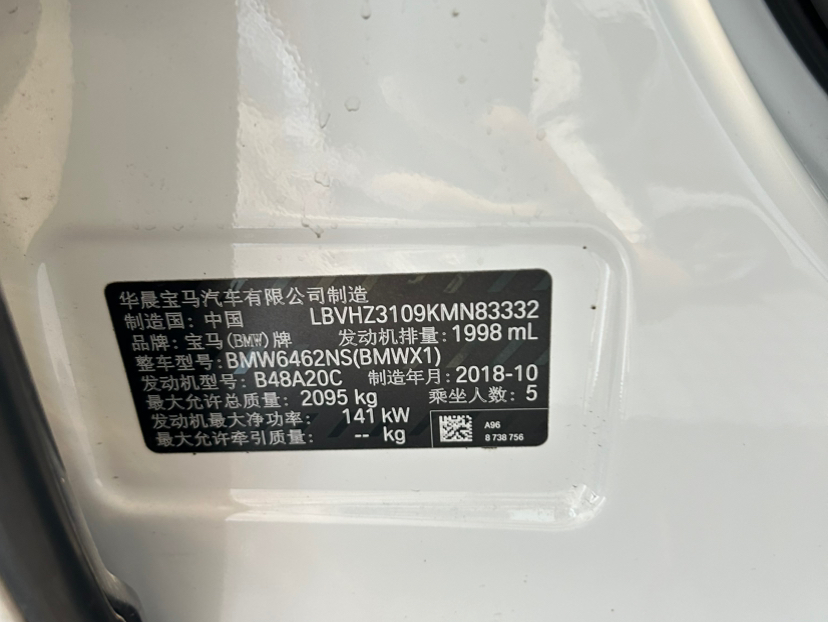 华晨宝马汽车有限公司制造
制造国: 中国 LBVHZ3109KMN83332
品牌: 宝马(BMW)牌 发动机排量: 1998 mL
整车型号: BMW6462NS(BMWX1)
发动机型号: B48A20C 制造年月: 2018-10
最大允许总质量: 2095 kg 乘坐人数: 5
发动机最大净功率: 141 kW
最大允许牵引质量: -- kg
A96
8 738 756